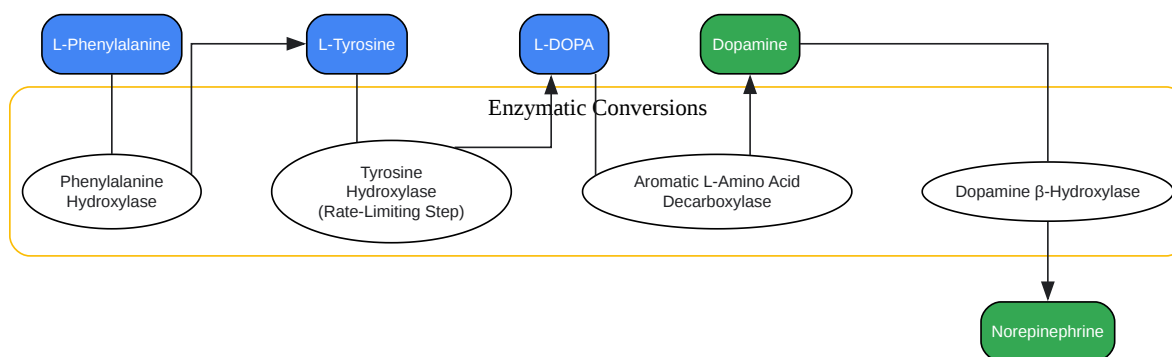 L-Phenylalanine
L-Tyrosine
L-DOPA
Dopamine
Enzymatic Conversions
Phenylalanine
Hydroxylase
Tyrosine
Hydroxylase
(Rate-Limiting Step)
Aromatic L-Amino Acid
Decarboxylase
Dopamine β-Hydroxylase
Norepinephrine